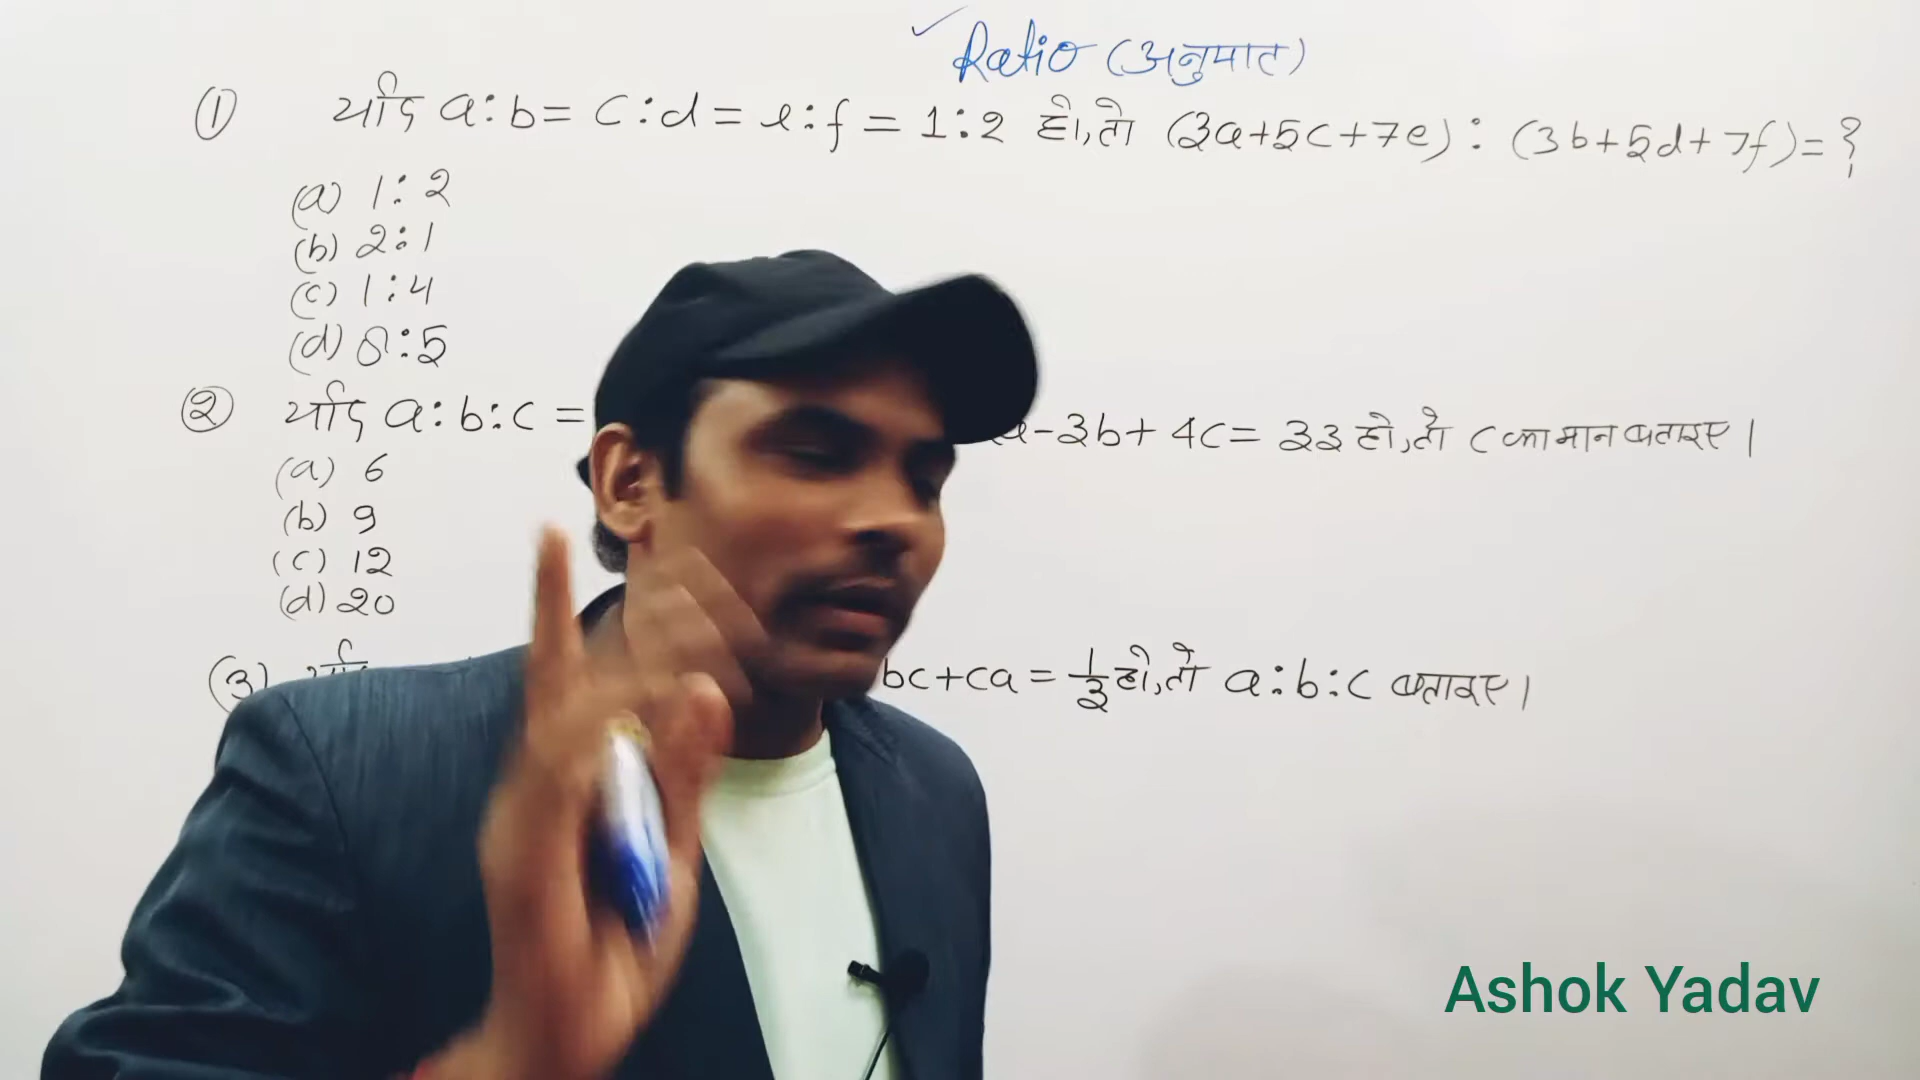 Ratio (अनुपात)
① यदि a:b = c:d = e:f = 1:2 हो, तो (3a+5c+7e) : (3b+5d+7f) = ?
(a) 1:2
(b) 2:1
(c) 1:4
(d) 8:5
② यदि a:b:c = a-3b+4c = 33 हो, तो c का मान बताइए।
(a) 6
(b) 9
(c) 12
(d) 20
(3) bc+ca = 1/3 हो, तो a:b:c बताइए।
Ashok Yadav